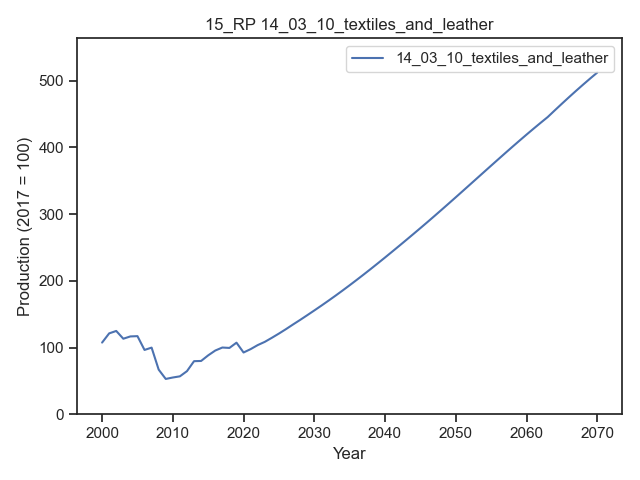 15_RP 14_03_10_textiles_and_leather
14_03_10_textiles_and_leather
Production (2017 = 100)
500
400
300
200
100
0
2000 2010 2020 2030 2040 2050 2060 2070
Year